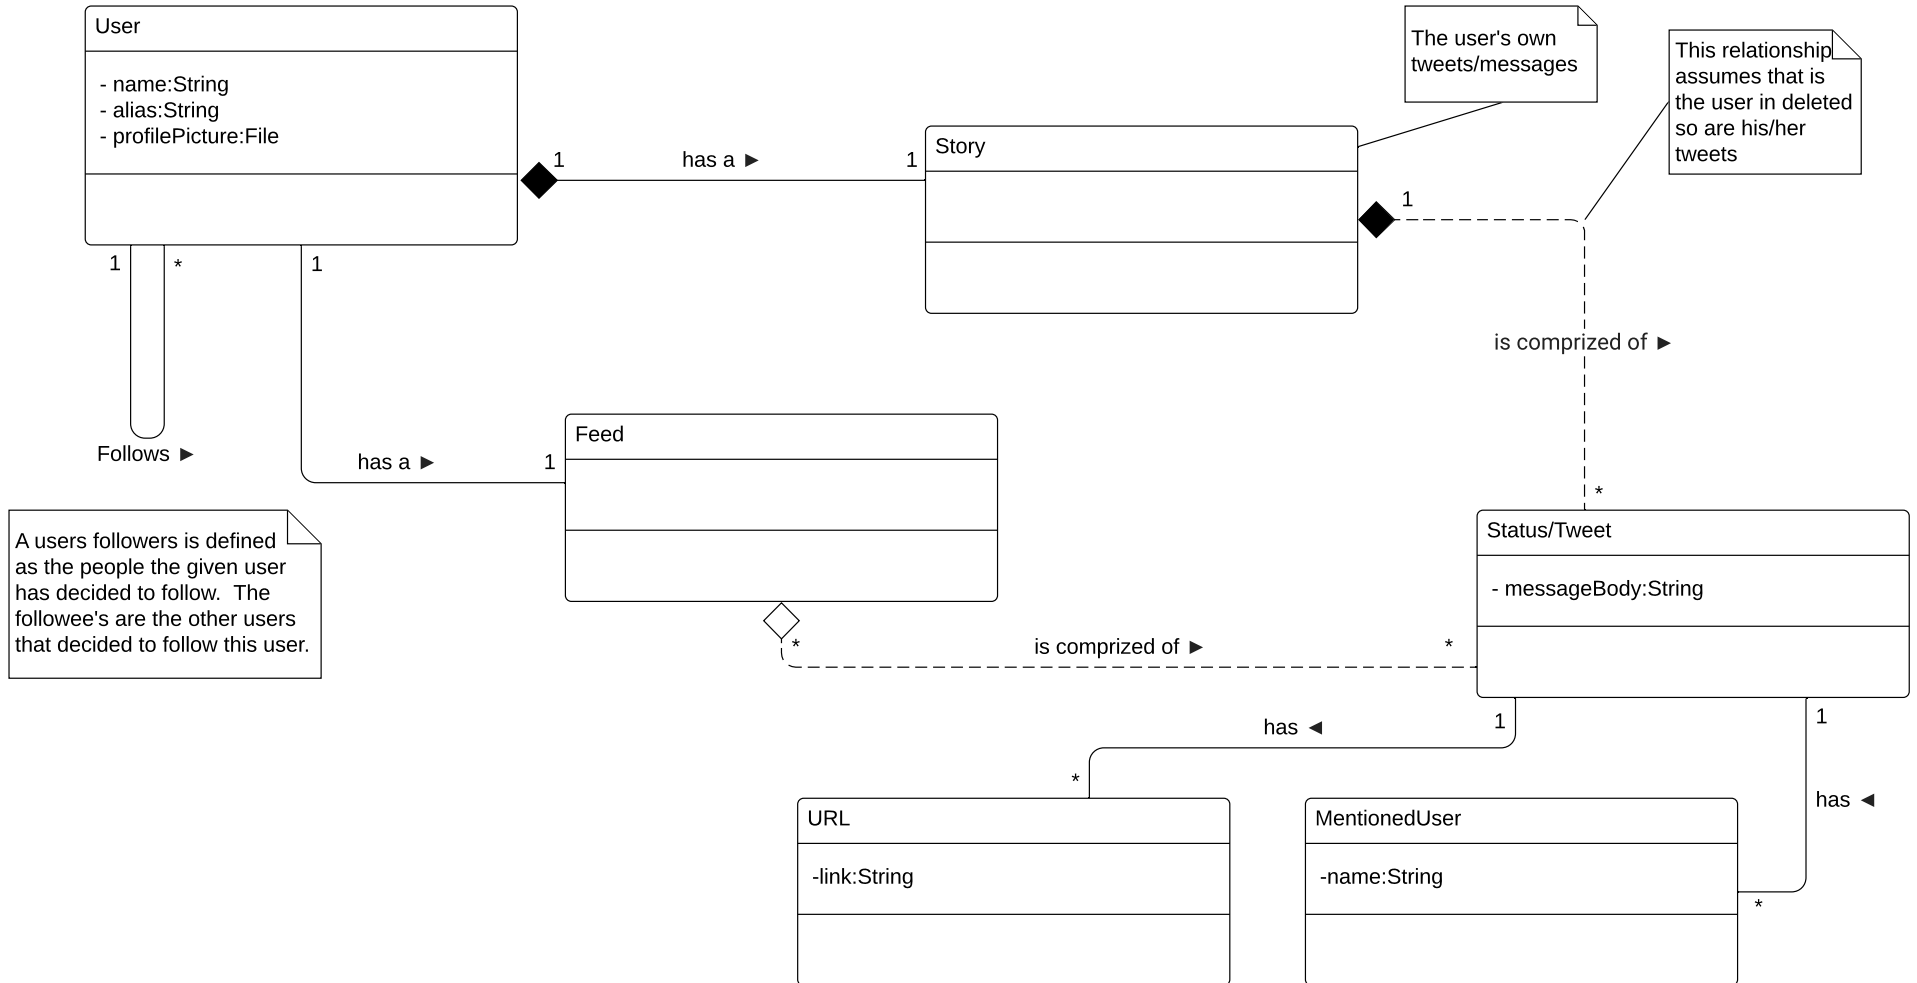 User
- name:String
- alias:String
- profilePicture:File
1
has a ►
1
Story
The user's own
tweets/messages
This relationship
assumes that is
the user in deleted
so are his/her
tweets
1
is comprized of ►
*
1
*
Follows ►
1
has a ►
1
Feed
A users followers is defined
as the people the given user
has decided to follow.  The
followee's are the other users
that decided to follow this user.
*
is comprized of ►
*
Status/Tweet
- messageBody:String
1
has ◄
*
1
has ◄
*
URL
-link:String
MentionedUser
-name:String